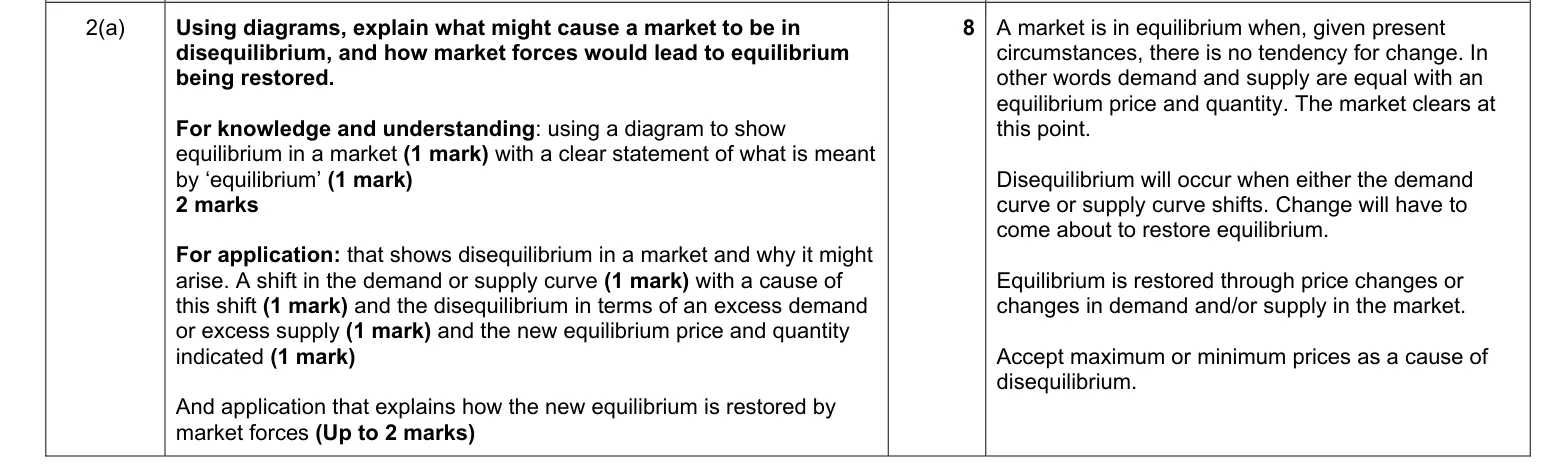 2(a)
Using diagrams, explain what might cause a market to be in
disequilibrium, and how market forces would lead to equilibrium
being restored.
For knowledge and understanding: using a diagram to show
equilibrium in a market (1 mark) with a clear statement of what is meant
by ‘equilibrium’ (1 mark)
2 marks
For application: that shows disequilibrium in a market and why it might
arise. A shift in the demand or supply curve (1 mark) with a cause of
this shift (1 mark) and the disequilibrium in terms of an excess demand
or excess supply (1 mark) and the new equilibrium price and quantity
indicated (1 mark)
And application that explains how the new equilibrium is restored by
market forces (Up to 2 marks)
8
A market is in equilibrium when, given present
circumstances, there is no tendency for change. In
other words demand and supply are equal with an
equilibrium price and quantity. The market clears at
this point.
Disequilibrium will occur when either the demand
curve or supply curve shifts. Change will have to
come about to restore equilibrium.
Equilibrium is restored through price changes or
changes in demand and/or supply in the market.
Accept maximum or minimum prices as a cause of
disequilibrium.